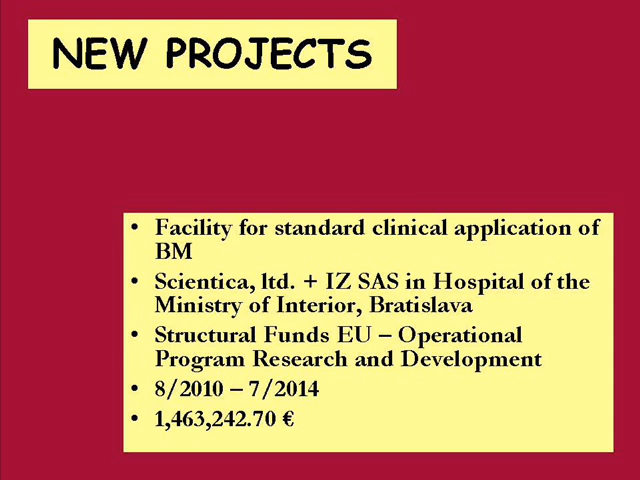 NEW PROJECTS
• Facility for standard clinical application of
BM
• Scientica, ltd. + IZ SAS in Hospital of the
Ministry of Interior, Bratislava
• Structural Funds EU – Operational
Program Research and Development
• 8/2010 – 7/2014
• 1,463,242.70 €